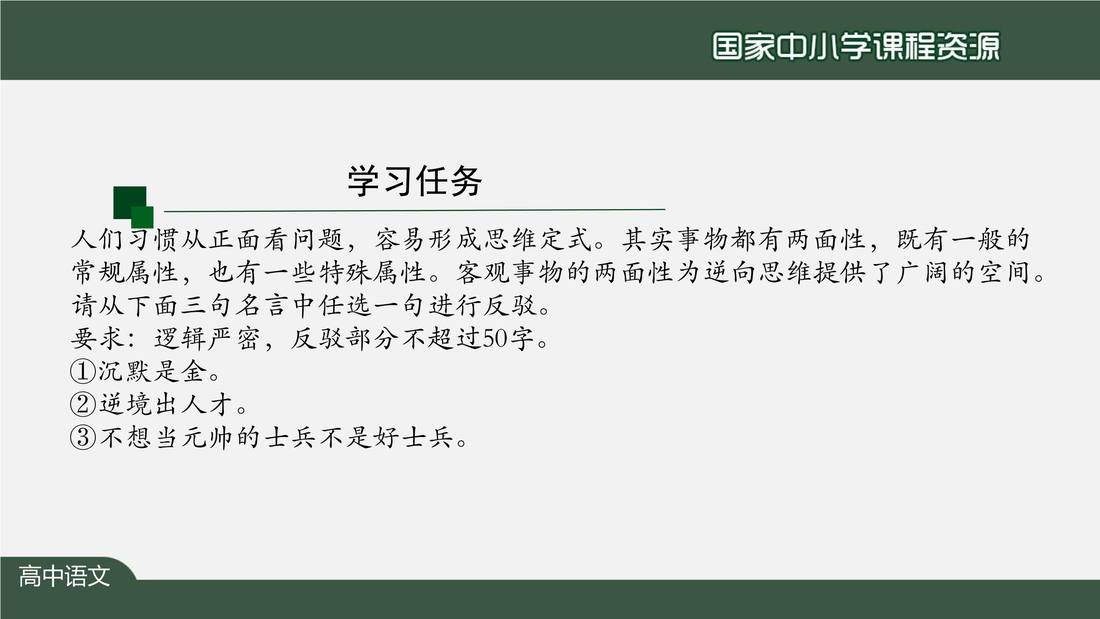 国家中小学课程资源
学习任务
人们习惯从正面看问题，容易形成思维定式。其实事物都有两面性，既有一般的
常规属性，也有一些特殊属性。客观事物的两面性为逆向思维提供了广阔的空间。
请从下面三句名言中任选一句进行反驳。
要求：逻辑严密，反驳部分不超过50字。
①沉默是金。
②逆境出人才。
③不想当元帅的士兵不是好士兵。
高中语文